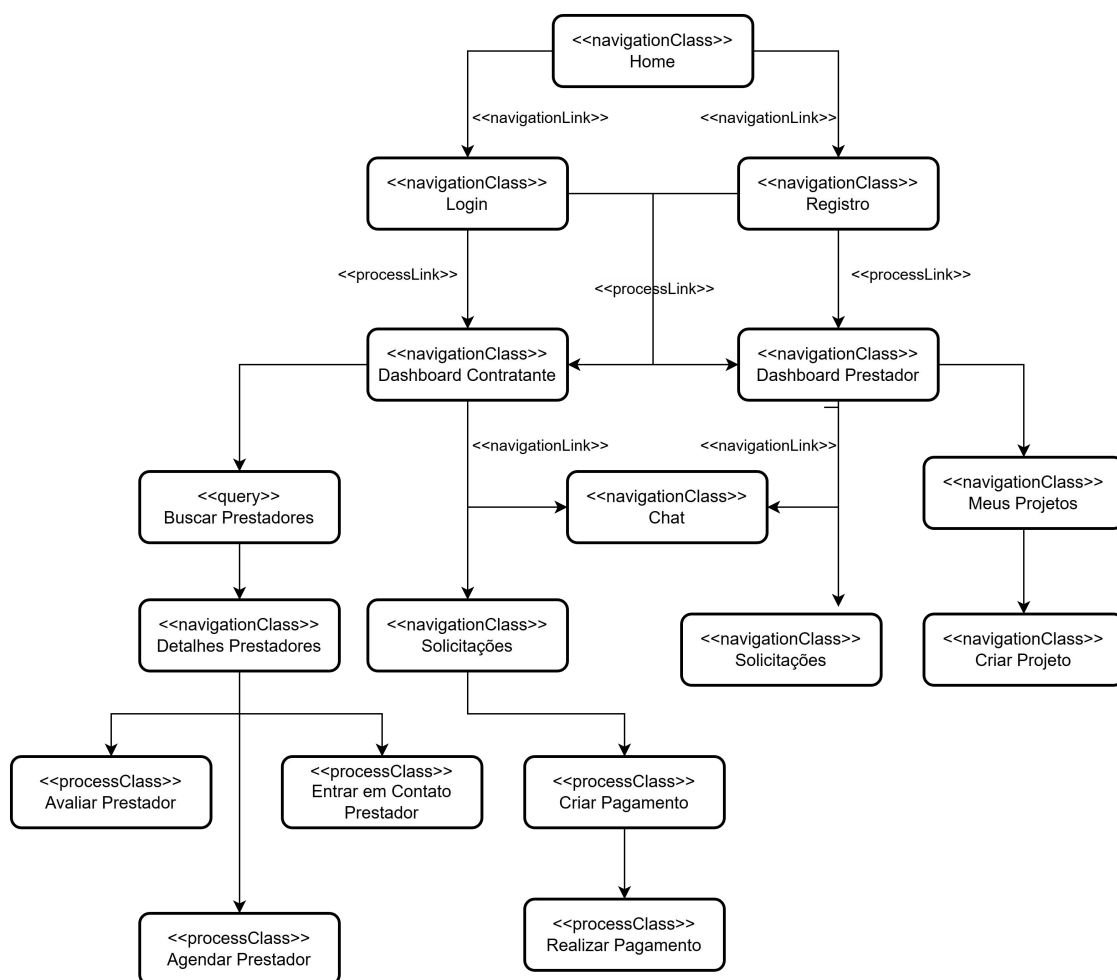 <<navigationClass>>
Home
<<navigationLink>>
<<navigationLink>>
<<navigationClass>>
Login
<<navigationClass>>
Registro
<<processLink>>
<<processLink>>
<<processLink>>
<<navigationClass>>
Dashboard Contratante
<<navigationClass>>
Dashboard Prestador
<<navigationLink>>
<<navigationLink>>
<<query>>
Buscar Prestadores
<<navigationClass>>
Chat
<<navigationClass>>
Meus Projetos
<<navigationClass>>
Detalhes Prestadores
<<navigationClass>>
Solicitações
<<navigationClass>>
Solicitações
<<navigationClass>>
Criar Projeto
<<processClass>>
Avaliar Prestador
<<processClass>>
Entrar em Contato
Prestador
<<processClass>>
Criar Pagamento
<<processClass>>
Agendar Prestador
<<processClass>>
Realizar Pagamento